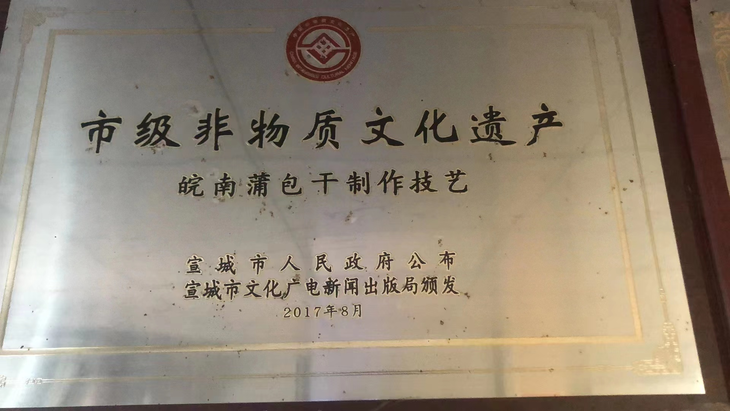 市级非物质文化遗产
皖南蒲包干制作技艺
宣城市人民政府公布
宣城市文化广电新闻出版局颁发
2017年8月